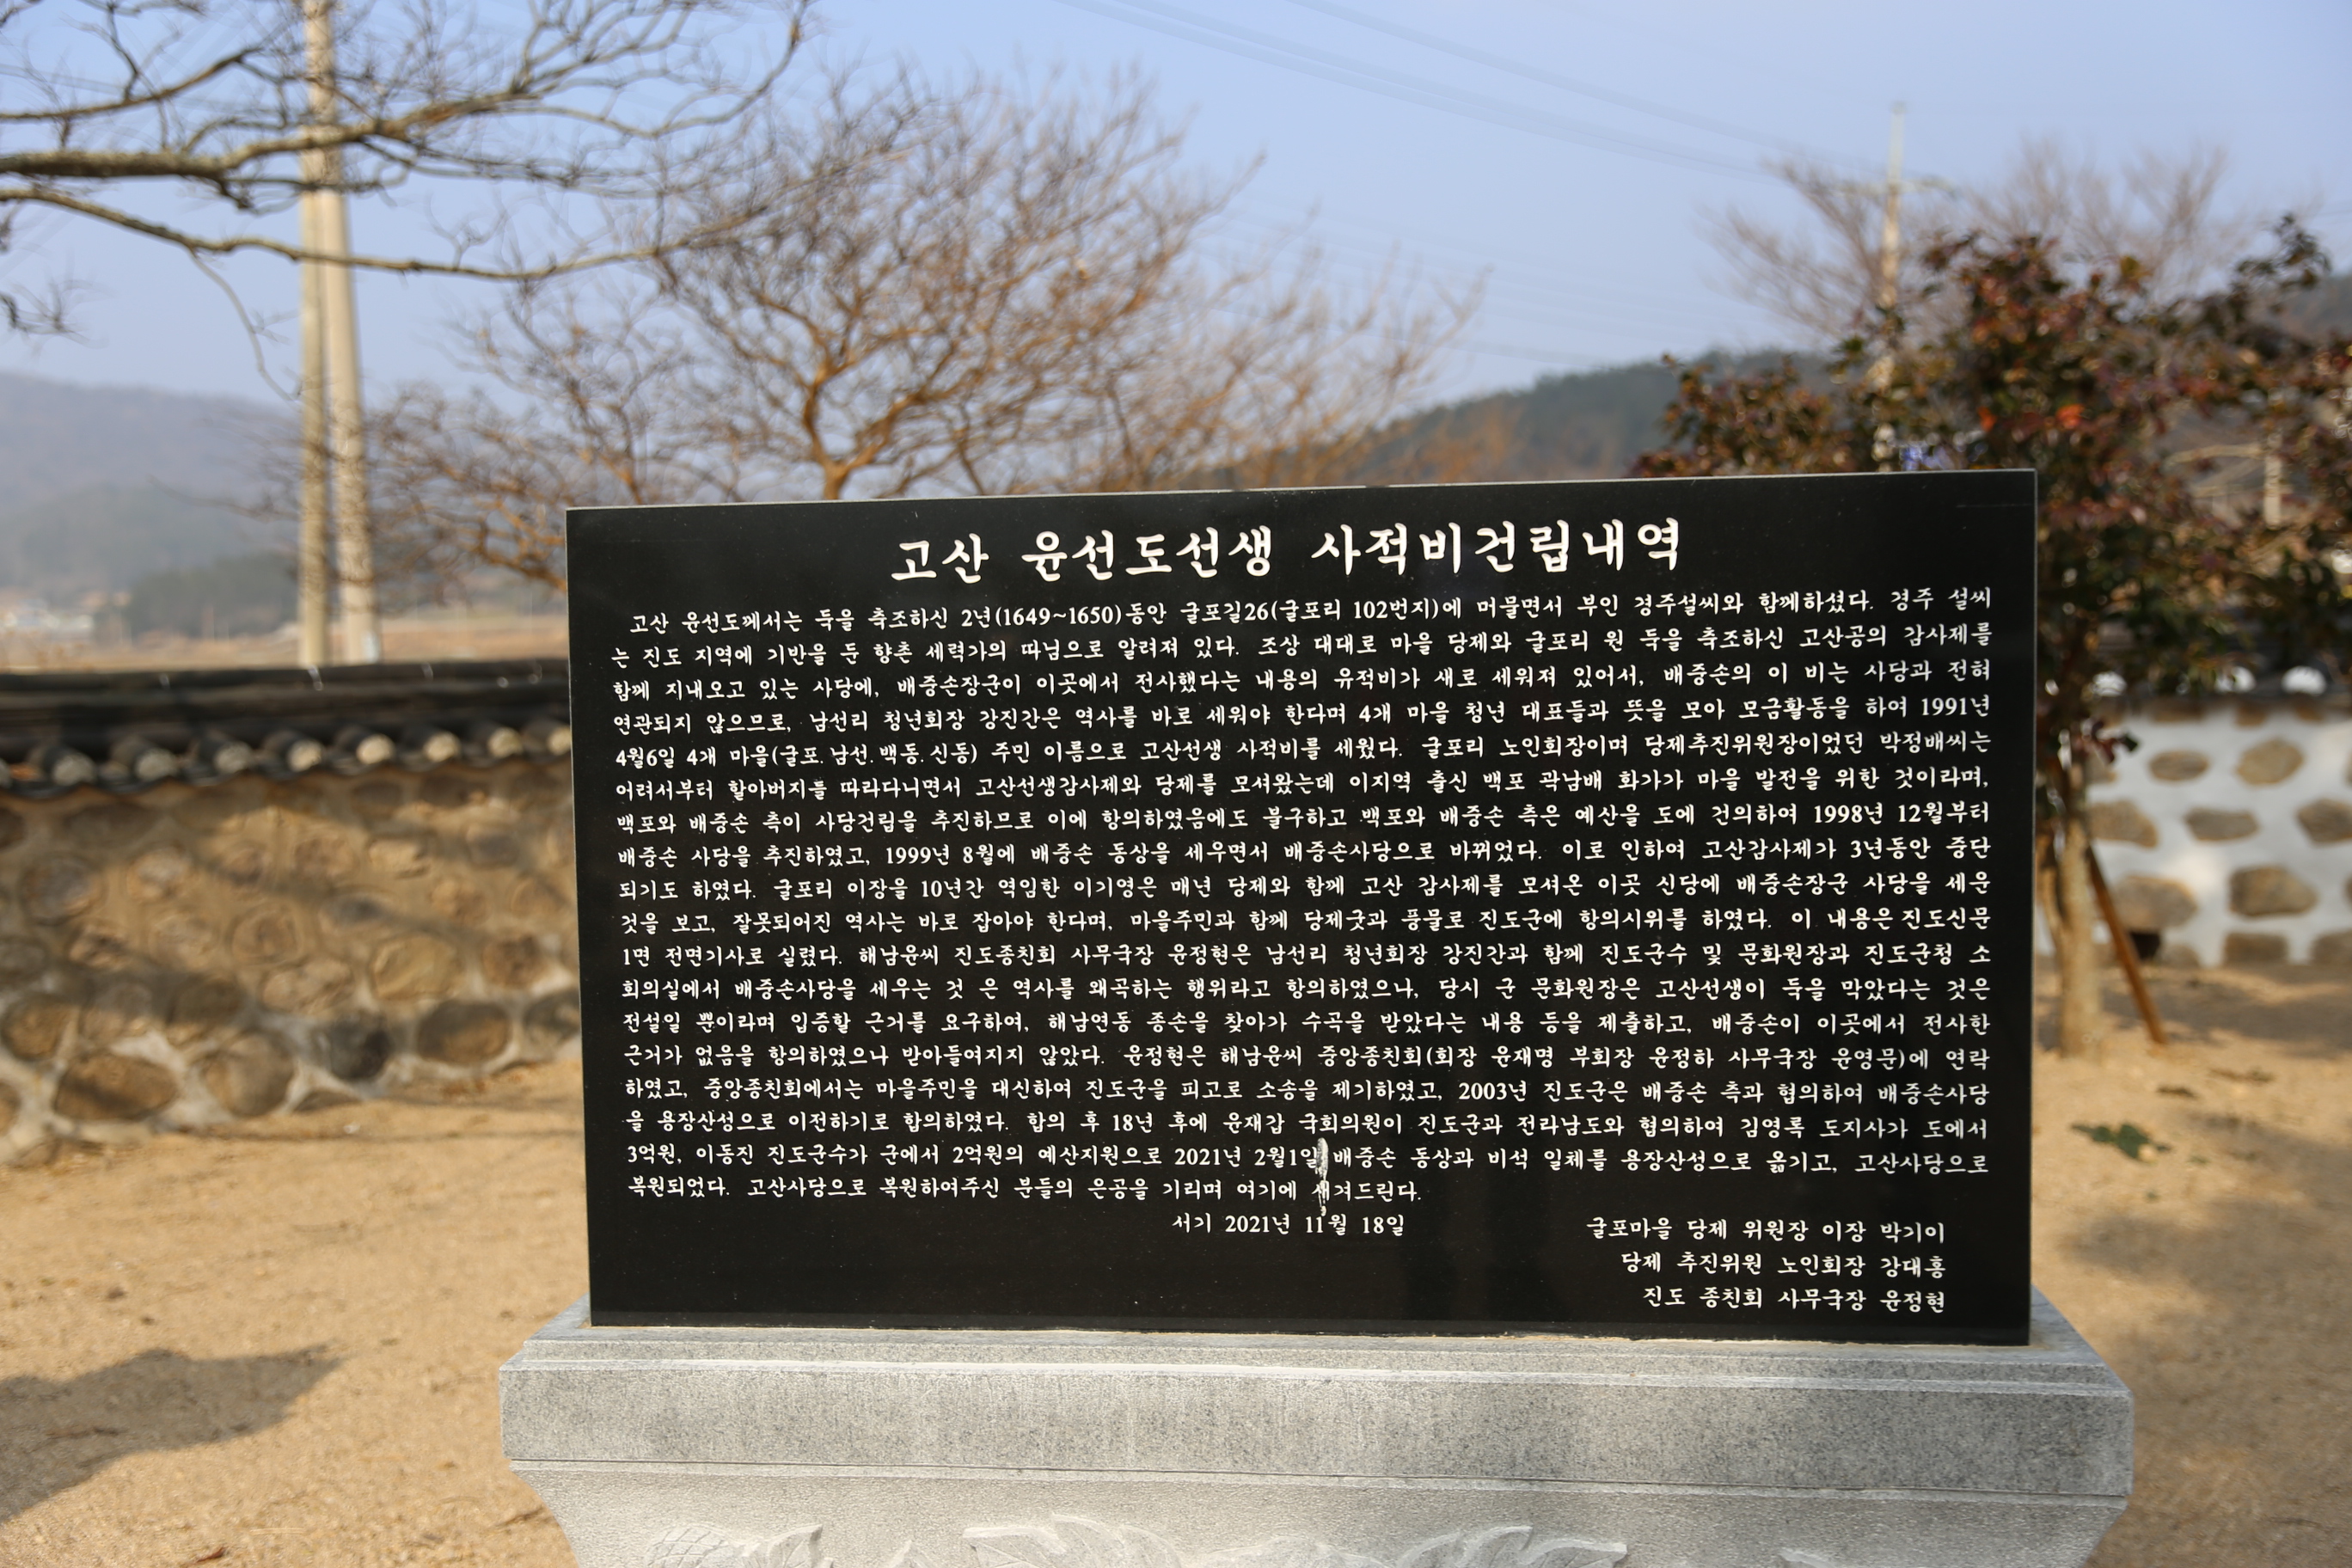 고산 윤선도선생 사적비건립내역
고산 윤선도께서는 둑을 축조하신 2년(1649~1650)동안 굴포길26(굴포리 102번지)에 머물면서 부인 경주설씨와 함께하셨다. 경주 설씨
는 진도 지역에 기반을 둔 향촌 세력가의 따님으로 알려져 있다. 조상 대대로 마을 당제와 굴포리 원 둑을 축조하신 고산공의 감사제를
함께 지내오고 있는 사당에, 배중손장군이 이곳에서 전사했다는 내용의 유적비가 새로 세워져 있어서, 배중손의 이 비는 사당과 전혀
연관되지 않으므로, 남선리 청년회장 강진간은 역사를 바로 세워야 한다며 4개 마을 청년 대표들과 뜻을 모아 모금활동을 하여 1991년
4월6일 4개 마을(굴포.남선.백동.신동) 주민 이름으로 고산선생 사적비를 세웠다. 굴포리 노인회장이며 당제추진위원장이었던 박정배씨는
어려서부터 할아버지를 따라다니면서 고산선생감사제와 당제를 모셔왔는데 이지역 출신 백포 곽남배 화가가 마을 발전을 위한 것이라며,
백포와 배중손 측이 사당건립을 추진하므로 이에 항의하였음에도 불구하고 백포와 배중손 측은 예산을 도에 건의하여 1998년 12월부터
배중손 사당을 추진하였고, 1999년 8월에 배중손 동상을 세우면서 배중손사당으로 바뀌었다. 이로 인하여 고산감사제가 3년동안 중단
되기도 하였다. 굴포리 이장을 10년간 역임한 이기영은 매년 당제와 함께 고산 감사제를 모셔온 이곳 신당에 배중손장군 사당을 세운
것을 보고, 잘못되어진 역사는 바로 잡아야 한다며, 마을주민과 함께 당제굿과 풍물로 진도군에 항의시위를 하였다. 이 내용은 진도신문
1면 전면기사로 실렸다. 해남윤씨 진도종친회 사무국장 윤정현은 남선리 청년회장 강진간과 함께 진도군수 및 문화원장과 진도군청 소
회의실에서 배중손사당을 세우는 것 은 역사를 왜곡하는 행위라고 항의하였으나, 당시 군 문화원장은 고산선생이 둑을 막았다는 것은
전설일 뿐이라며 입증할 근거를 요구하여, 해남연동 종손을 찾아가 수곡을 받았다는 내용 등을 제출하고, 배중손이 이곳에서 전사한
근거가 없음을 항의하였으나 받아들여지지 않았다. 윤정현은 해남윤씨 중앙종친회(회장 윤재명 부회장 윤정하 사무국장 윤영문)에 연락
하였고, 중앙종친회에서는 마을주민을 대신하여 진도군을 피고로 소송을 제기하였고, 2003년 진도군은 배중손 측과 협의하여 배중손사당
을 용장산성으로 이전하기로 합의하였다. 합의 후 18년 후에 윤재갑 국회의원이 진도군과 전라남도와 협의하여 김영록 도지사가 도에서
3억원, 이동진 진도군수가 군에서 2억원의 예산지원으로 2021년 2월1일 배중손 동상과 비석 일체를 용장산성으로 옮기고, 고산사당으로
복원되었다. 고산사당으로 복원하여주신 분들의 은공을 기리며 여기에 새겨드린다.
서기 2021년 11월 18일
굴포마을 당제 위원장 이장 박기이
당제 추진위원 노인회장 강대흥
진도 종친회 사무국장 윤정현